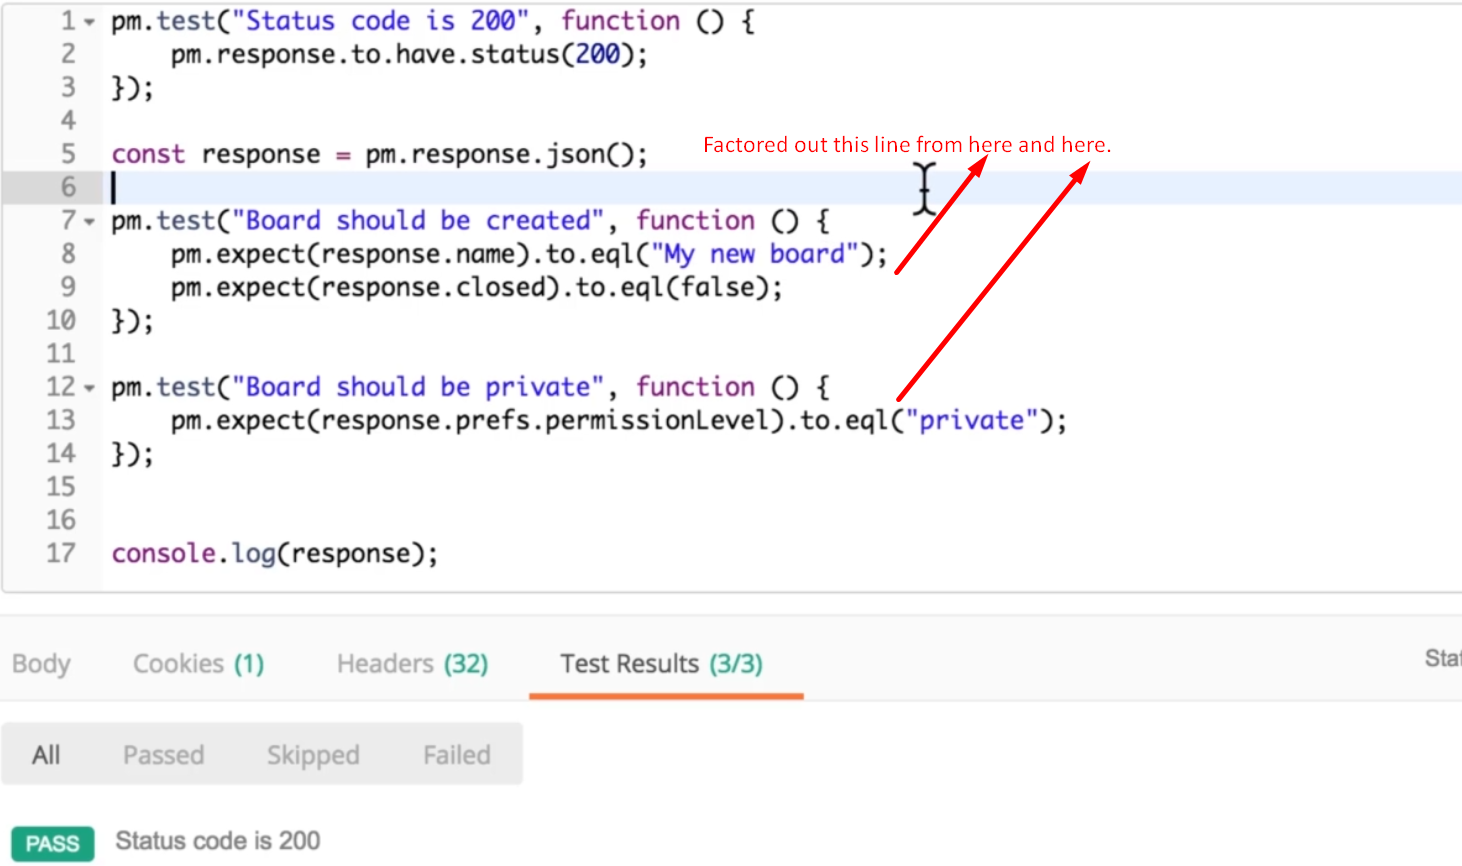 1 pm.test("Status code is 200", function () {
2 pm.response.to.have.status(200);
3 });
4
5 const response = pm.response.json(); Factored out this line from here and here.
6
7 pm.test("Board should be created", function () {
8 pm.expect(response.name).to.eql("My new board");
9 pm.expect(response.closed).to.eql(false);
10 });
11
12 pm.test("Board should be private", function () {
13 pm.expect(response.prefs.permissionLevel).to.eql("private");
14 });
15
16
17 console.log(response);
Body Cookies (1) Headers (32) Test Results (3/3) Stat
All Passed Skipped Failed
PASS Status code is 200